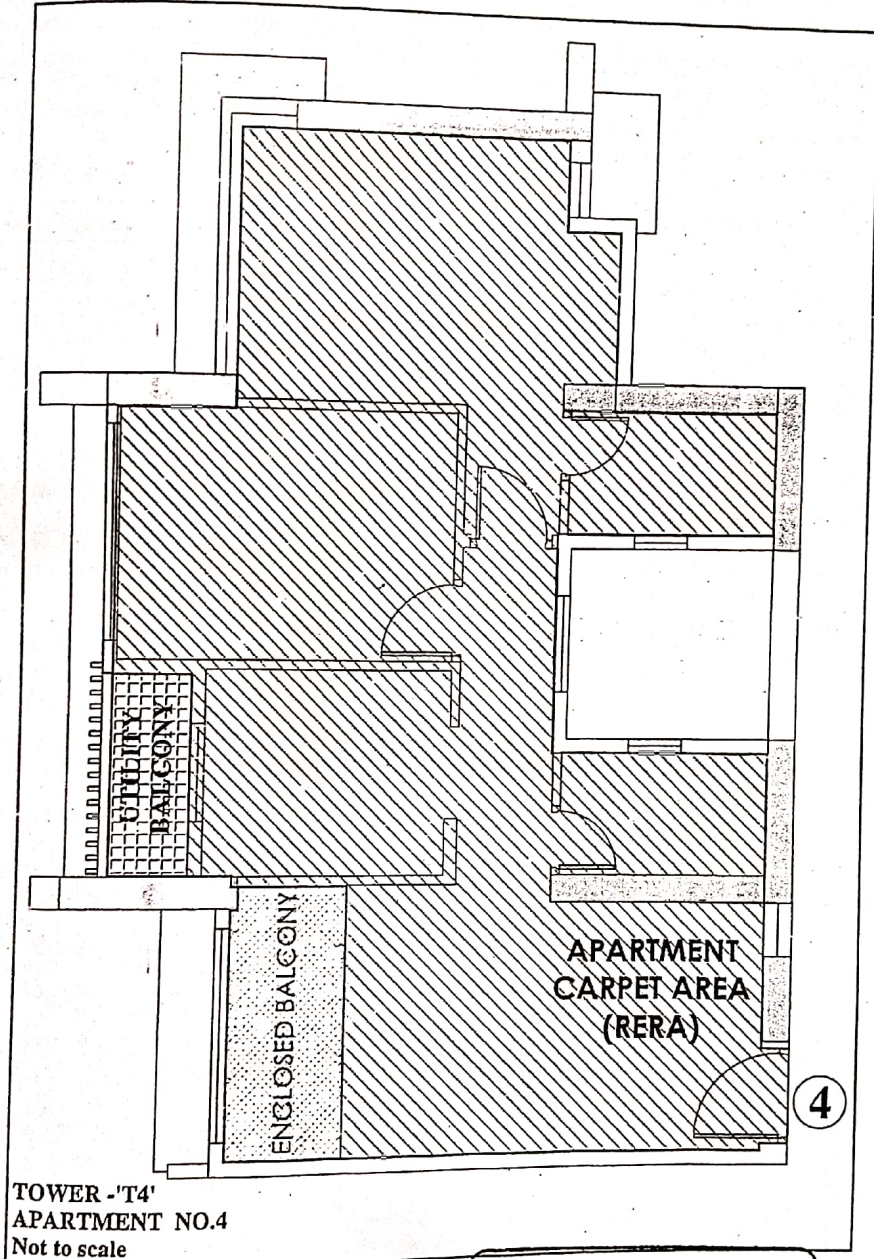 UTILITY
BALCONY
ENCLOSED BALCONY
APARTMENT
CARPET AREA
(RERA)
4
TOWER -'T4'
APARTMENT NO.4
Not to scale